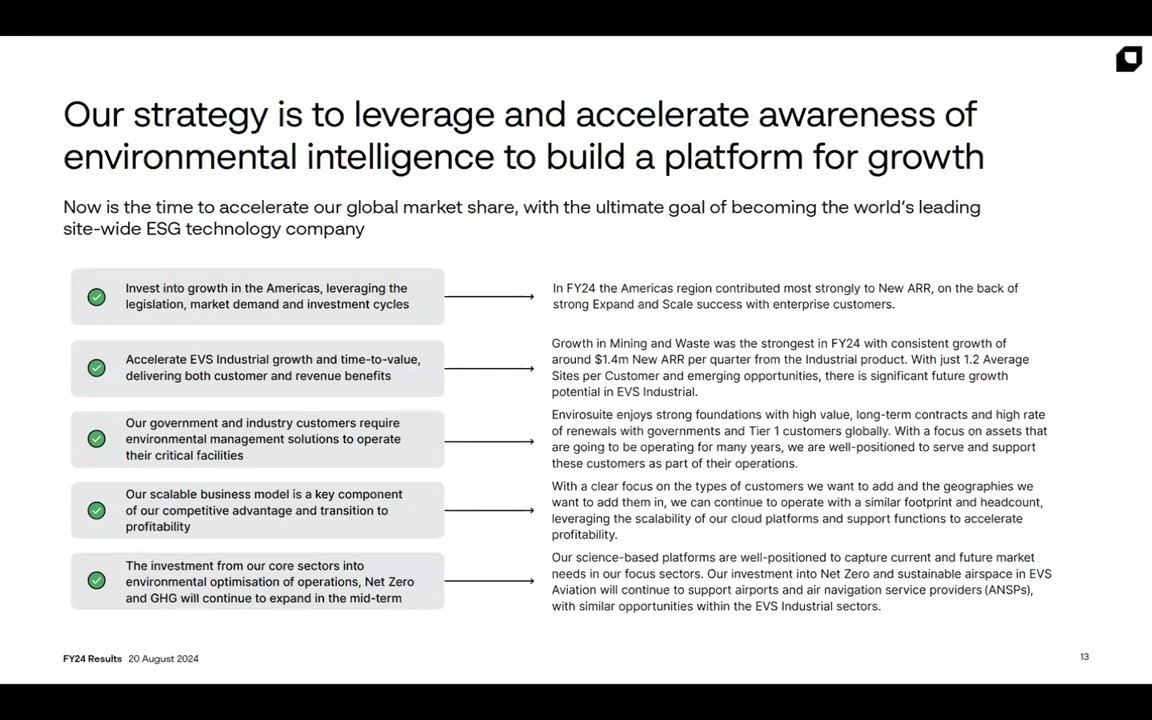 Our strategy is to leverage and accelerate awareness of
environmental intelligence to build a platform for growth
Now is the time to accelerate our global market share, with the ultimate goal of becoming the world's leading
site-wide ESG technology company
Invest into growth in the Americas, leveraging the
legislation, market demand and investment cycles
In FY24 the Americas region contributed most strongly to New ARR, on the back of
strong Expand and Scale success with enterprise customers.
Accelerate EVS Industrial growth and time-to-value,
delivering both customer and revenue benefits
Growth in Mining and Waste was the strongest in FY24 with consistent growth of
around $1.4m New ARR per quarter from the Industrial product. With just 1.2 Average
Sites per Customer and emerging opportunities, there is significant future growth
potential in EVS Industrial.
Our government and industry customers require
environmental management solutions to operate
their critical facilities
Envirosuite enjoys strong foundations with high value, long-term contracts and high rate
of renewals with governments and Tier 1 customers globally. With a focus on assets that
are going to be operating for many years, we are well-positioned to serve and support
these customers as part of their operations.
Our scalable business model is a key component
of our competitive advantage and transition to
profitability
With a clear focus on the types of customers we want to add and the geographies we
want to add them in, we can continue to operate with a similar footprint and headcount,
leveraging the scalability of our cloud platforms and support functions to accelerate
profitability.
The investment from our core sectors into
environmental optimisation of operations, Net Zero
and GHG will continue to expand in the mid-term
Our science-based platforms are well-positioned to capture current and future market
needs in our focus sectors. Our investment into Net Zero and sustainable airspace in EVS
Aviation will continue to support airports and air navigation service providers (ANSPs),
with similar opportunities within the EVS Industrial sectors.
FY24 Results 20 August 2024
13